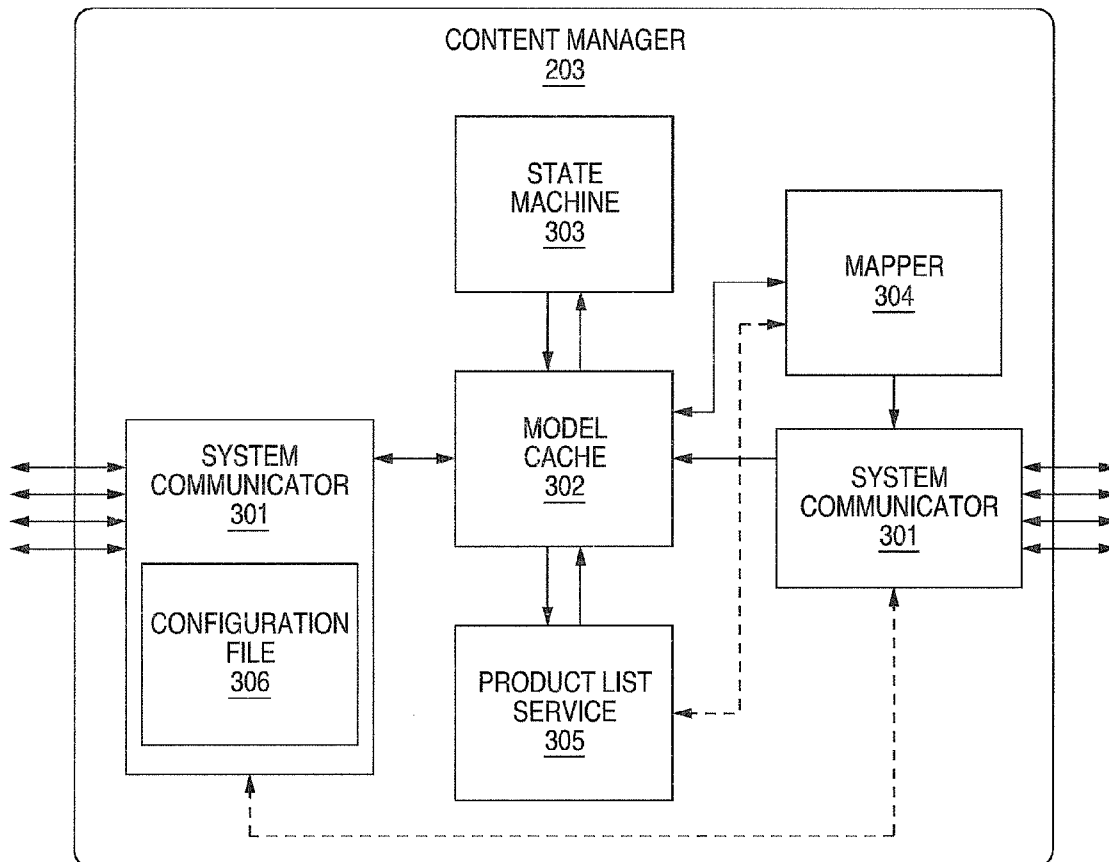 CONTENT MANAGER
203
STATE
MACHINE
303
MAPPER
304
MODEL
CACHE
302
SYSTEM
COMMUNICATOR
301
SYSTEM
COMMUNICATOR
301
CONFIGURATION
FILE
306
PRODUCT LIST
SERVICE
305